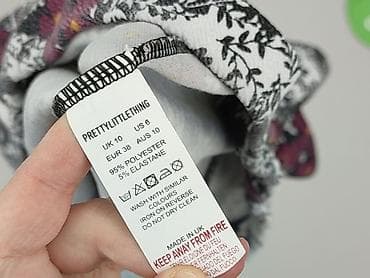 PRETTYLITTLETHING
UK 10 US 6
EUR 38 AUS 10
95% POLYESTER
5% ELASTANE
WASH WITH SIMILAR
COLOURS
IRON ON REVERSE
DO NOT DRY CLEAN
MADE IN UK
KEEP AWAY FROM FIRE